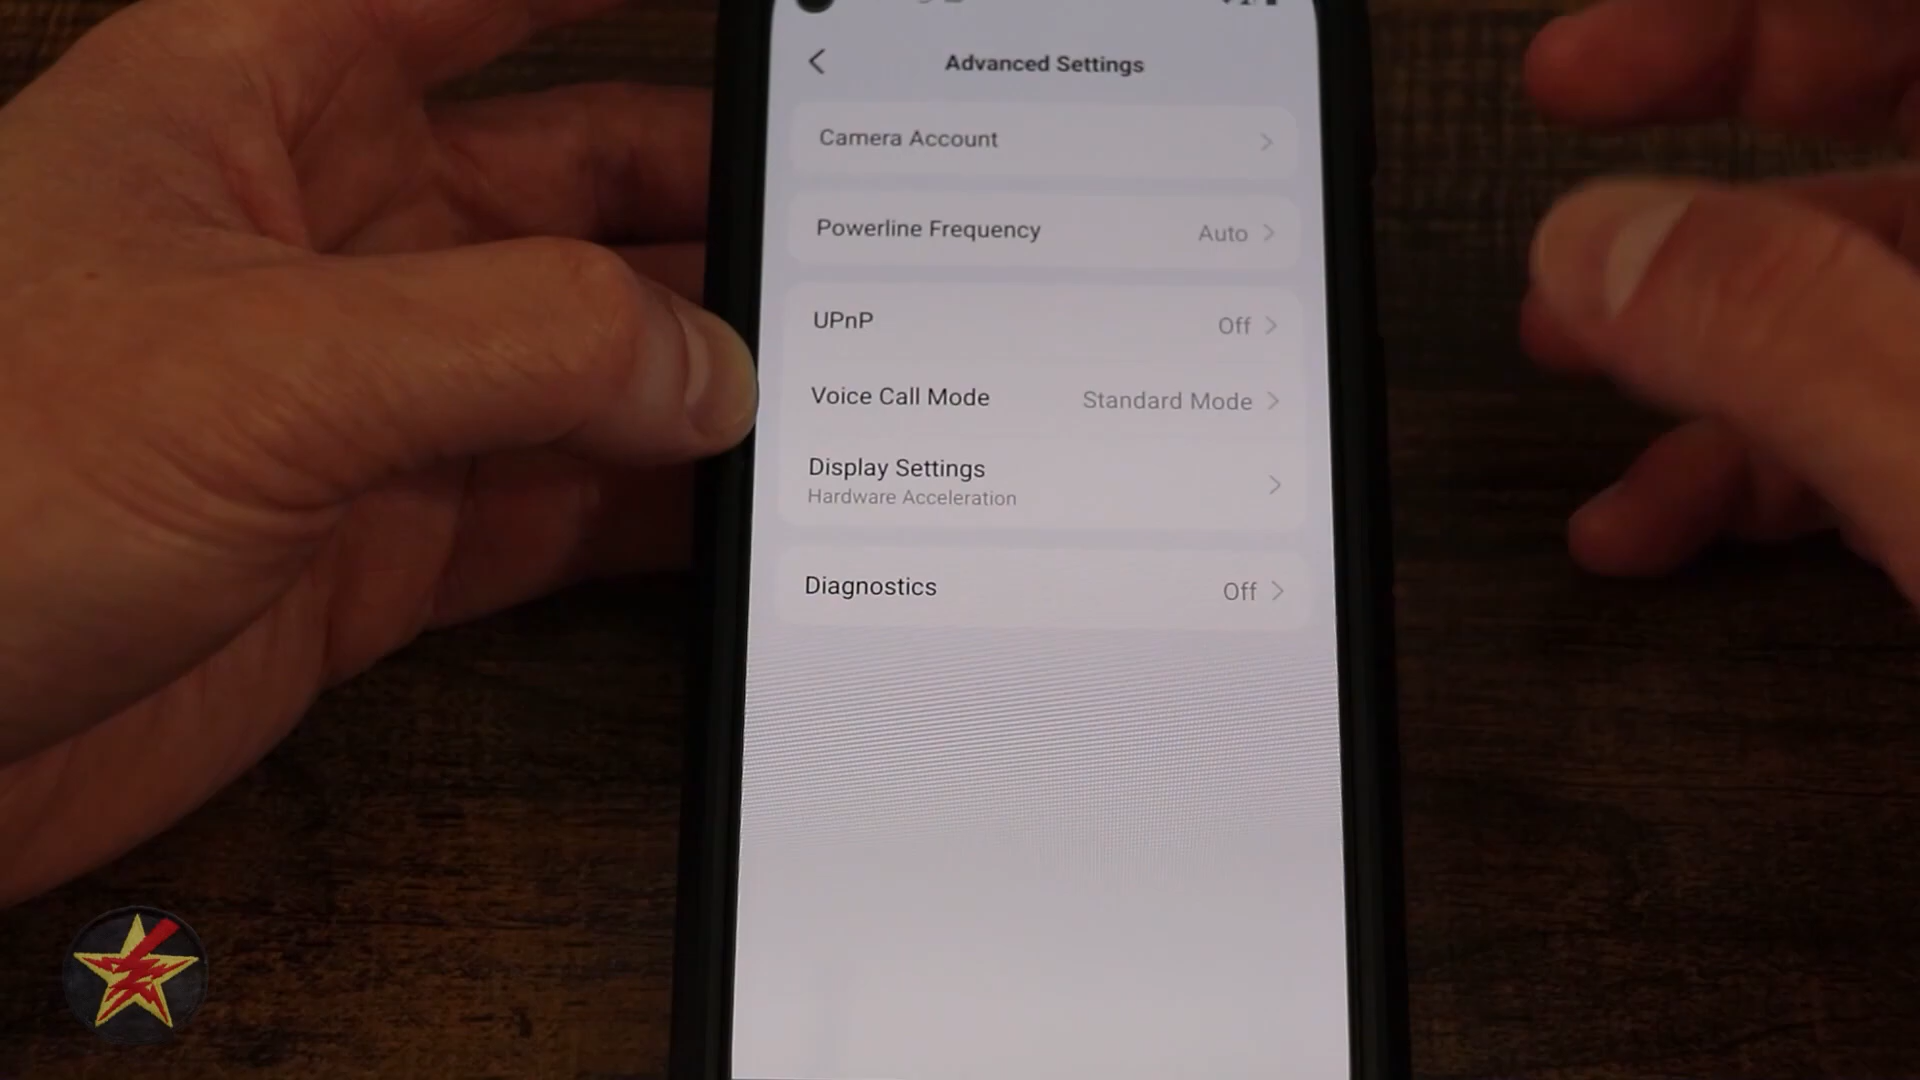 Advanced Settings
Camera Account
Powerline Frequency Auto
UPnP Off
Voice Call Mode Standard Mode
Display Settings
Hardware Acceleration
Diagnostics Off